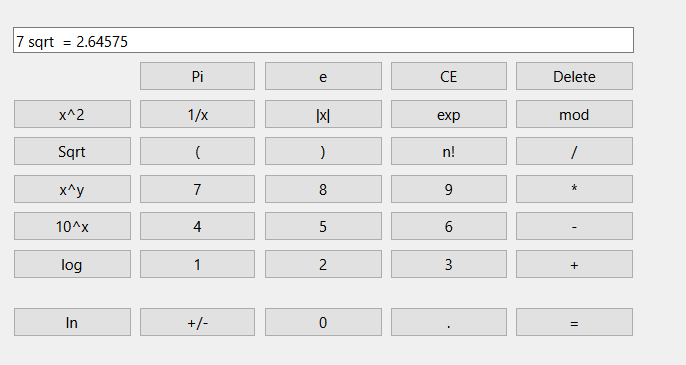 7 sqrt  = 2.64575
Pi e CE Delete
x^2 1/x |x| exp mod
Sqrt ( ) n! /
x^y 7 8 9 *
10^x 4 5 6 -
log 1 2 3 +
ln +/- 0 . =